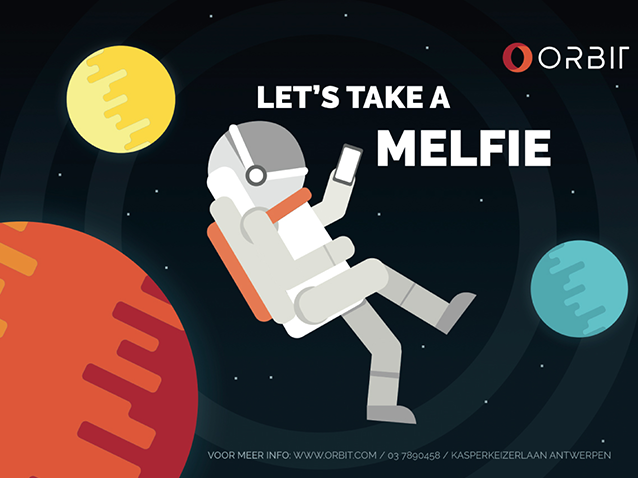 ORBIT
LET'S TAKE A
MELFIE
VOOR MEER INFO: WWW.ORBIT.COM / 03 7890458 / KASPERKEIZERLAAN ANTWERPEN